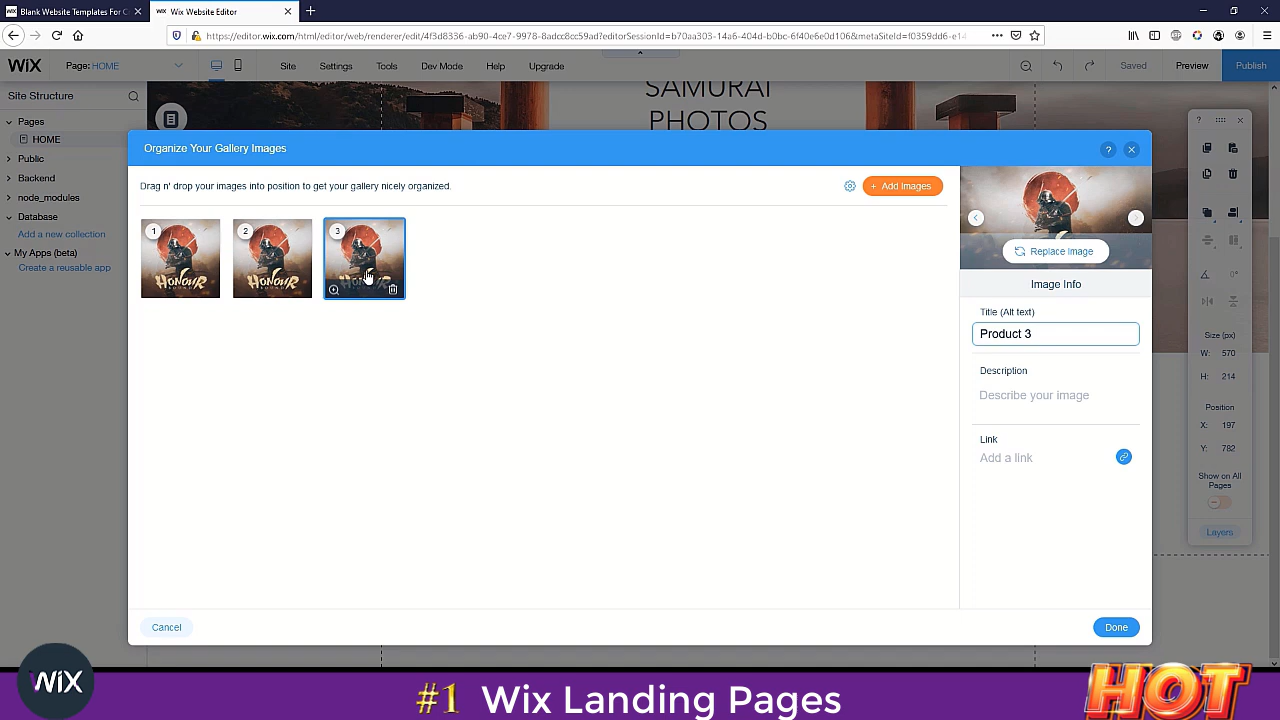 Blank Website Templates For C
Wix Website Editor
https://editor.wix.com/html/editor/web/renderer/edit/4f3d8336-ab90-4ce7-9978-8adcc8cc59ad?editorSessionId=b70aa303-14a6-404d-b0bc-6f40e6e0d106&metaSiteId=f0359dd6-e1
WiX
Page: HOME
Site
Settings
Tools
Dev Mode
Help
Upgrade
Saved
Preview
Publish
Site Structure
Pages
HOME
Public
Backend
node_modules
Database
Add a new collection
My Apps (beta)
Create a reusable app
SAMURAI
PHOTOS
Organize Your Gallery Images
?
Drag n' drop your images into position to get your gallery nicely organized.
+ Add Images
1
HONOUR
2
HONOUR
3
HONOUR
Replace Image
Image Info
Title (Alt text)
Product 3
Description
Describe your image
Link
Add a link
Cancel
Done
?
0°
Size (px)
W: 570
H: 214
Position
X: 197
Y: 782
Show on All
Pages
Layers
WiX
#1 Wix Landing Pages
HOT